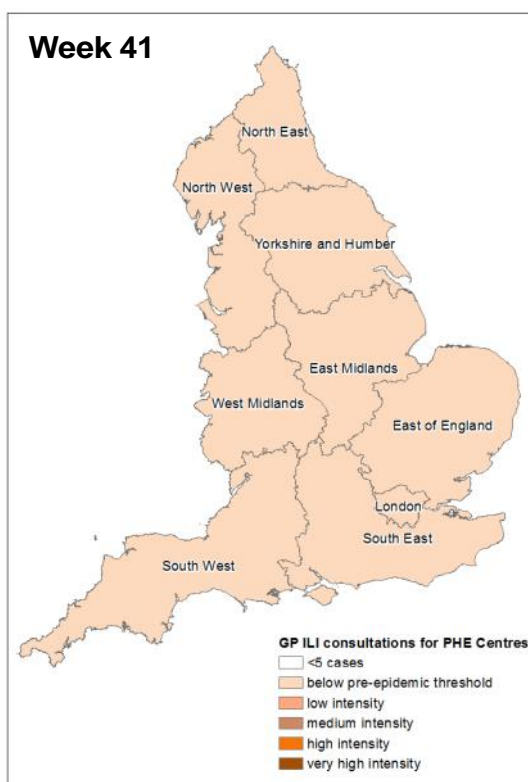 Week 41
North East
North West
Yorkshire and Humber
East Midlands
West Midlands
East of England
London
South East
South West
GP ILI consultations for PHE Centres
<5 cases
below pre-epidemic threshold
low intensity
medium intensity
high intensity
very high intensity